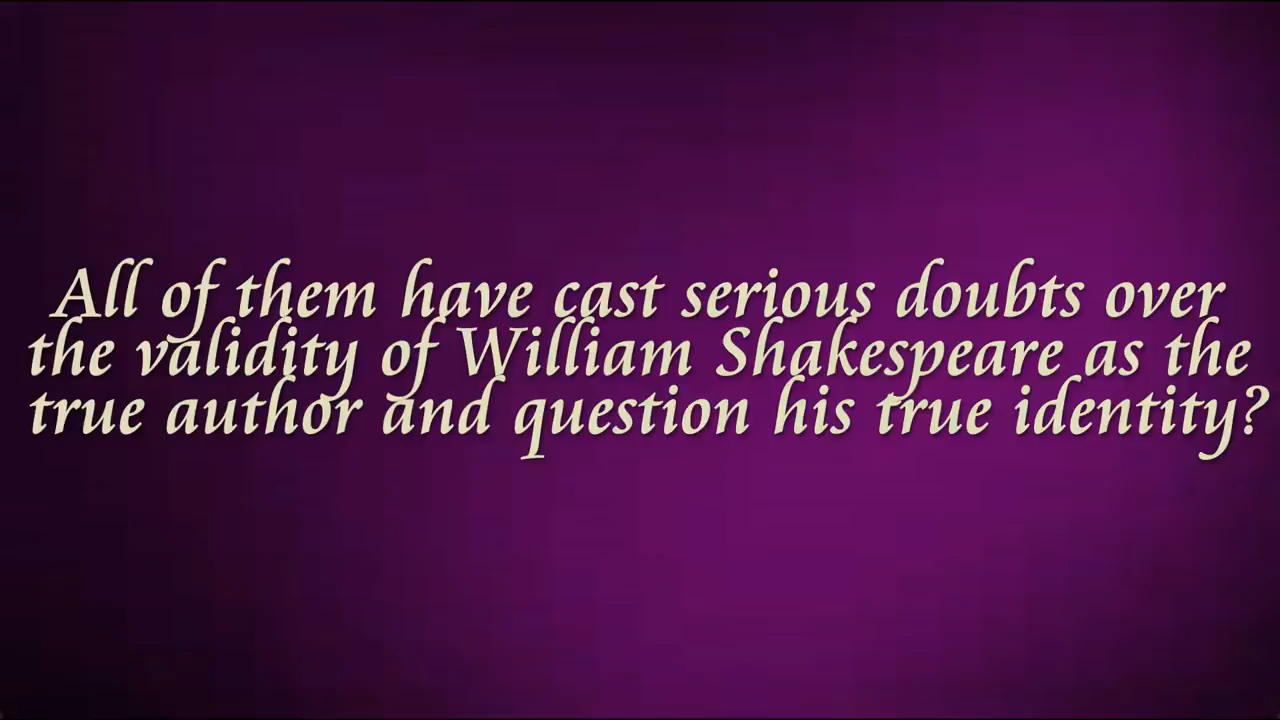 All of them have cast serious doubts over
the validity of William Shakespeare as the
true author and question his true identity?